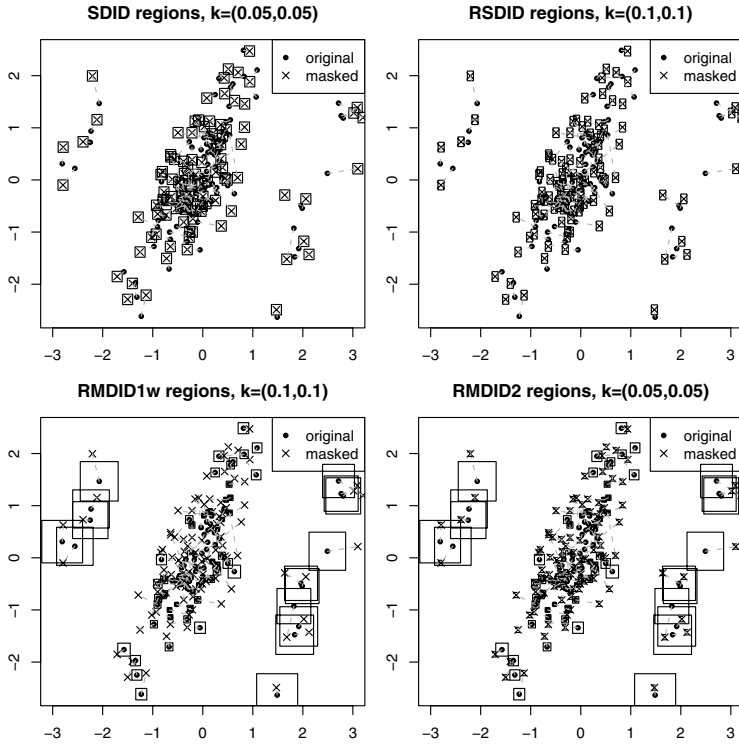 SDID regions, k=(0.05,0.05)
original
masked
2
1
0
−1
−2
−3 −2 −1 0 1 2 3
RSDID regions, k=(0.1,0.1)
original
masked
2
1
0
−1
−2
−3 −2 −1 0 1 2 3
RMDID1w regions, k=(0.1,0.1)
original
masked
2
1
0
−1
−2
−3 −2 −1 0 1 2 3
RMDID2 regions, k=(0.05,0.05)
original
masked
2
1
0
−1
−2
−3 −2 −1 0 1 2 3